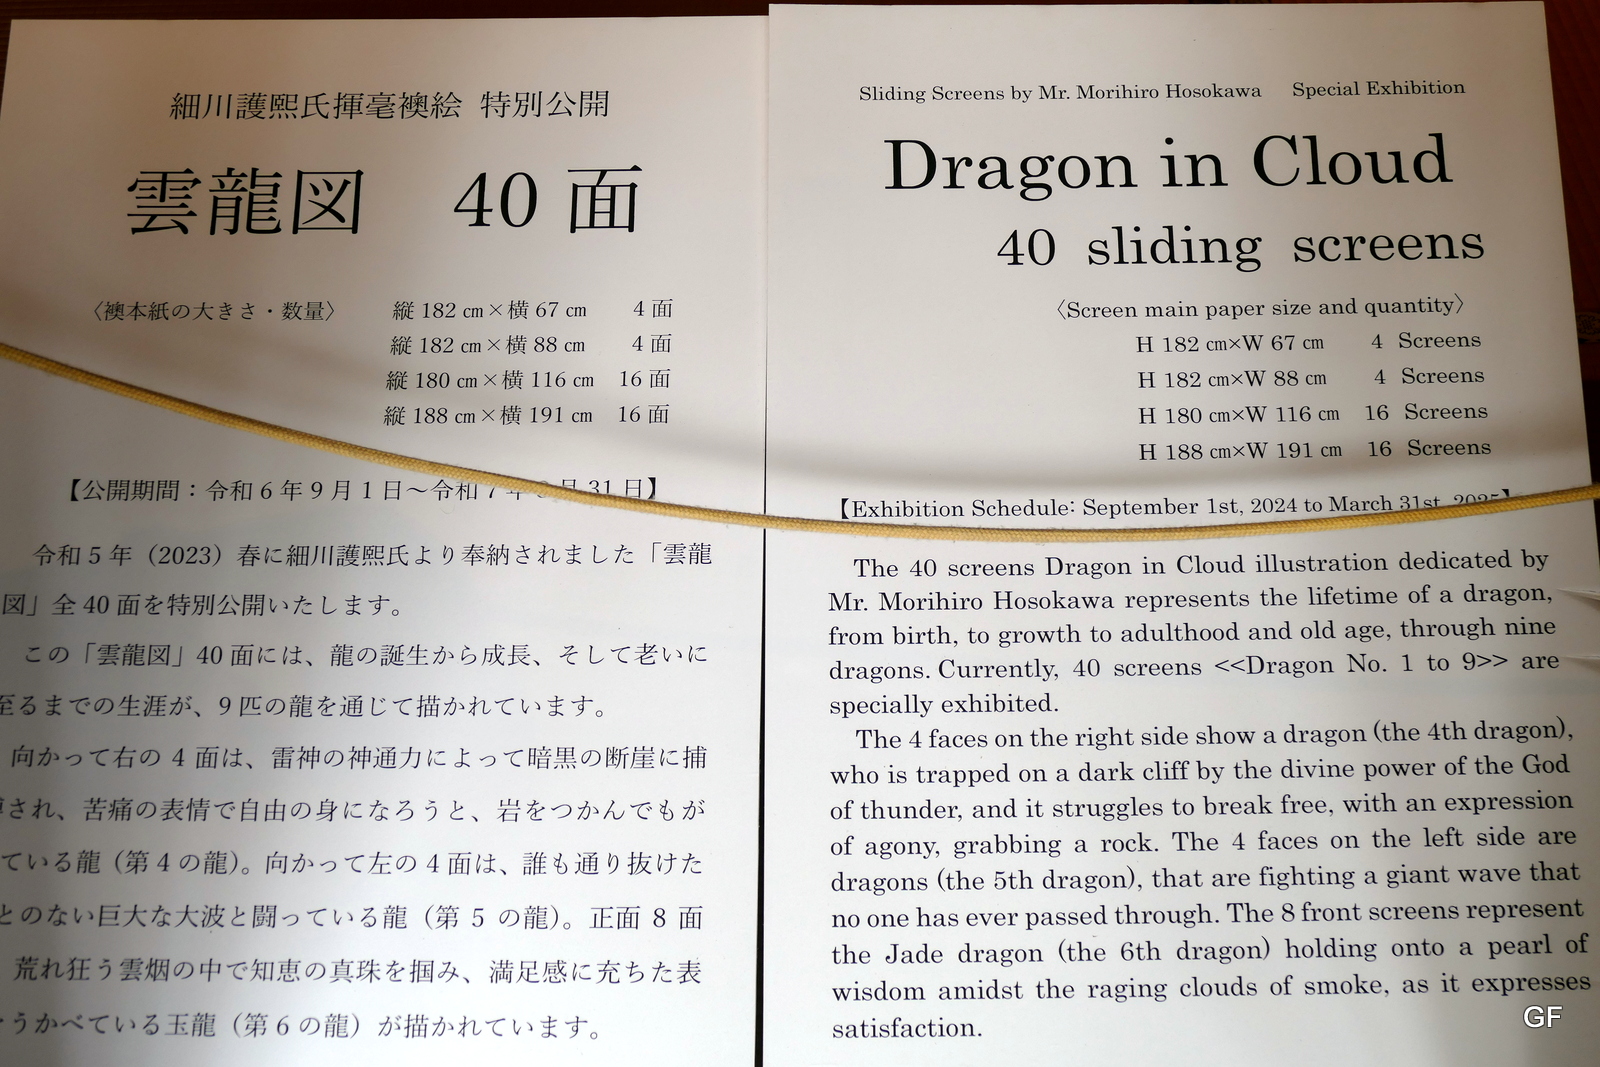 細川護熙氏揮毫襖絵 特別公開
雲龍図 40 面
〈襖本紙の大きさ・数量〉 縦 182 ㎝×横 67 ㎝ 4 面
縦 182 ㎝×横 88 ㎝ 4 面
縦 180 ㎝×横 116 ㎝ 16 面
縦 188 ㎝×横 191 ㎝ 16 面
【公開期間：令和 6 年 9 月 1 日～令和 7 年 月 31 日】
令和 5 年（2023）春に細川護熙氏より奉納されました「雲龍
図」全 40 面を特別公開いたします。
この「雲龍図」40 面には、龍の誕生から成長、そして老いに
至るまでの生涯が、9 匹の龍を通じて描かれています。
向かって右の 4 面は、雷神の神通力によって暗黒の断崖に捕
され、苦痛の表情で自由の身になろうと、岩をつかんでもが
ている龍（第 4 の龍）。向かって左の 4 面は、誰も通り抜けた
とのない巨大な大波と闘っている龍（第 5 の龍）。正面 8 面
荒れ狂う雲烟の中で知恵の真珠を掴み、満足感に充ちた表
うかべている玉龍（第 6 の龍）が描かれています。
Sliding Screens by Mr. Morihiro Hosokawa Special Exhibition
Dragon in Cloud
40 sliding screens
〈Screen main paper size and quantity〉
H 182 ㎝×W 67 ㎝ 4 Screens
H 182 ㎝×W 88 ㎝ 4 Screens
H 180 ㎝×W 116 ㎝ 16 Screens
H 188 ㎝×W 191 ㎝ 16 Screens
【Exhibition Schedule: September 1st, 2024 to March 31st, 2025】
The 40 screens Dragon in Cloud illustration dedicated by
Mr. Morihiro Hosokawa represents the lifetime of a dragon,
from birth, to growth to adulthood and old age, through nine
dragons. Currently, 40 screens <<Dragon No. 1 to 9>> are
specially exhibited.
The 4 faces on the right side show a dragon (the 4th dragon),
who is trapped on a dark cliff by the divine power of the God
of thunder, and it struggles to break free, with an expression
of agony, grabbing a rock. The 4 faces on the left side are
dragons (the 5th dragon), that are fighting a giant wave that
no one has ever passed through. The 8 front screens represent
the Jade dragon (the 6th dragon) holding onto a pearl of
wisdom amidst the raging clouds of smoke, as it expresses
satisfaction.
GF